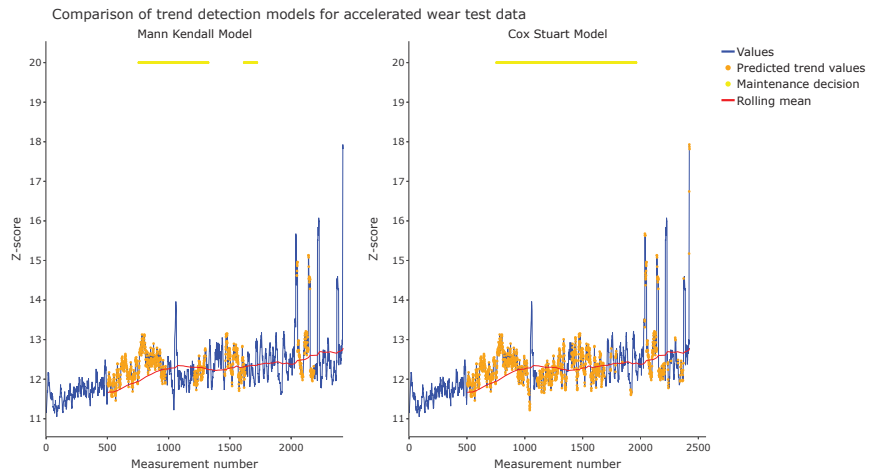 Comparison of trend detection models for accelerated wear test data
Mann Kendall Model
Cox Stuart Model
Values
Predicted trend values
Maintenance decision
Rolling mean
20
19
18
17
16
15
14
13
12
11
Z-score
0
500
1000
1500
2000
Measurement number
20
19
18
17
16
15
14
13
12
11
Z-score
0
500
1000
1500
2000
2500
Measurement number